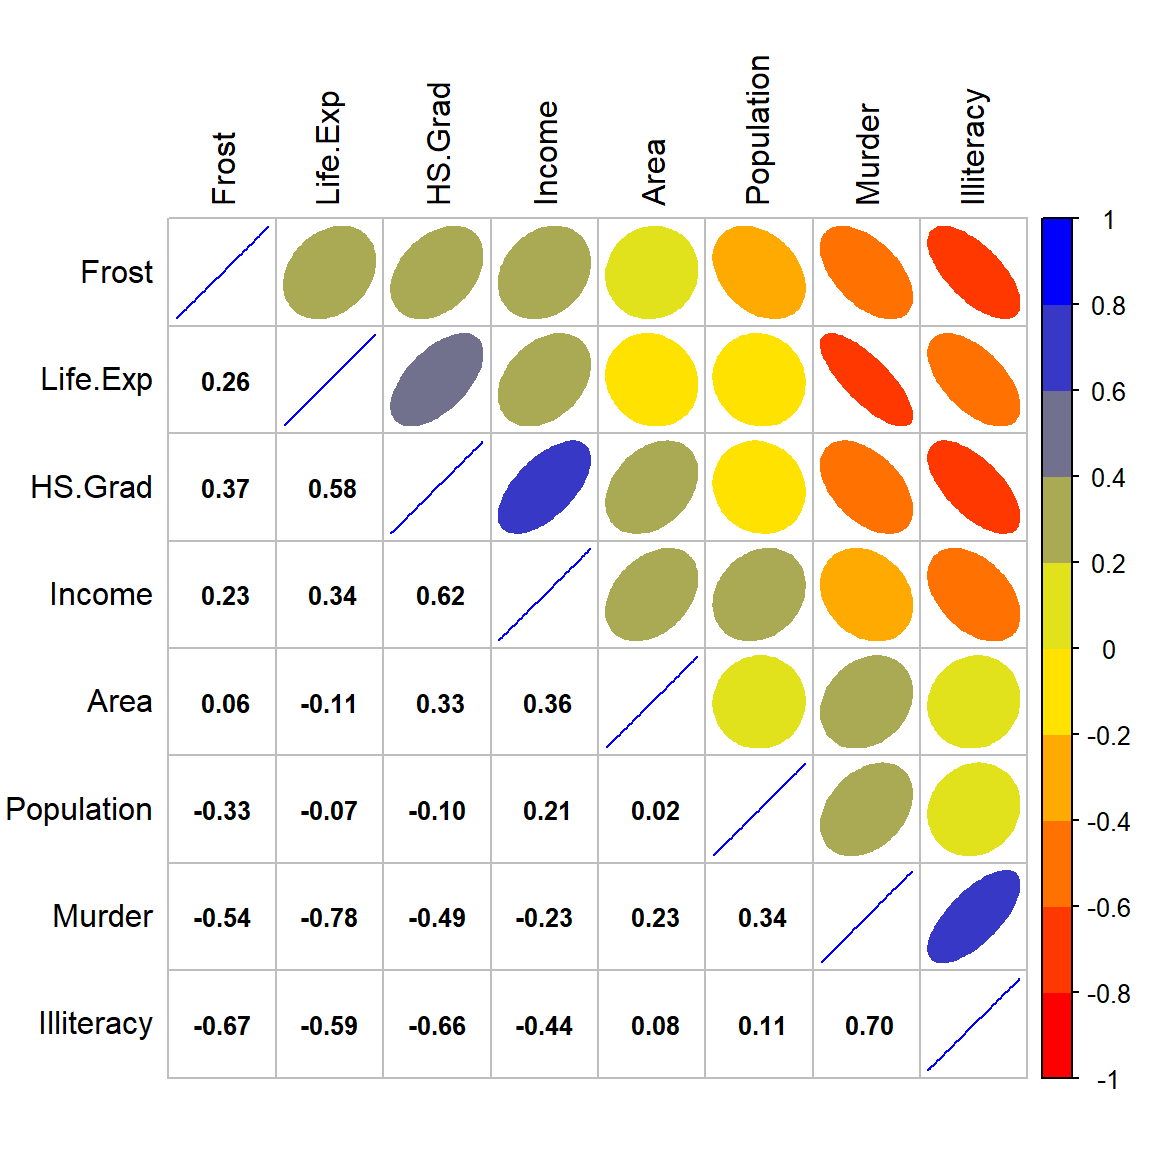 Frost Life.Exp HS.Grad Income Area Population Murder Illiteracy
Frost
Life.Exp 0.26
HS.Grad 0.37 0.58
Income 0.23 0.34 0.62
Area 0.06 -0.11 0.33 0.36
Population -0.33 -0.07 -0.10 0.21 0.02
Murder -0.54 -0.78 -0.49 -0.23 0.23 0.34
Illiteracy -0.67 -0.59 -0.66 -0.44 0.08 0.11 0.70
1
0.8
0.6
0.4
0.2
0
-0.2
-0.4
-0.6
-0.8
-1